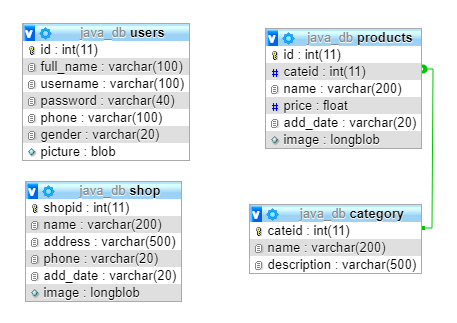 java_db users
id : int(11)
full_name : varchar(100)
username : varchar(100)
password : varchar(40)
phone : varchar(100)
gender : varchar(20)
picture : blob
java_db products
id : int(11)
# cateid : int(11)
name : varchar(200)
# price : float
add_date : varchar(20)
image : longblob
java_db shop
shopid : int(11)
name : varchar(200)
address : varchar(500)
phone : varchar(20)
add_date : varchar(20)
image : longblob
java_db category
cateid : int(11)
name : varchar(200)
description : varchar(500)